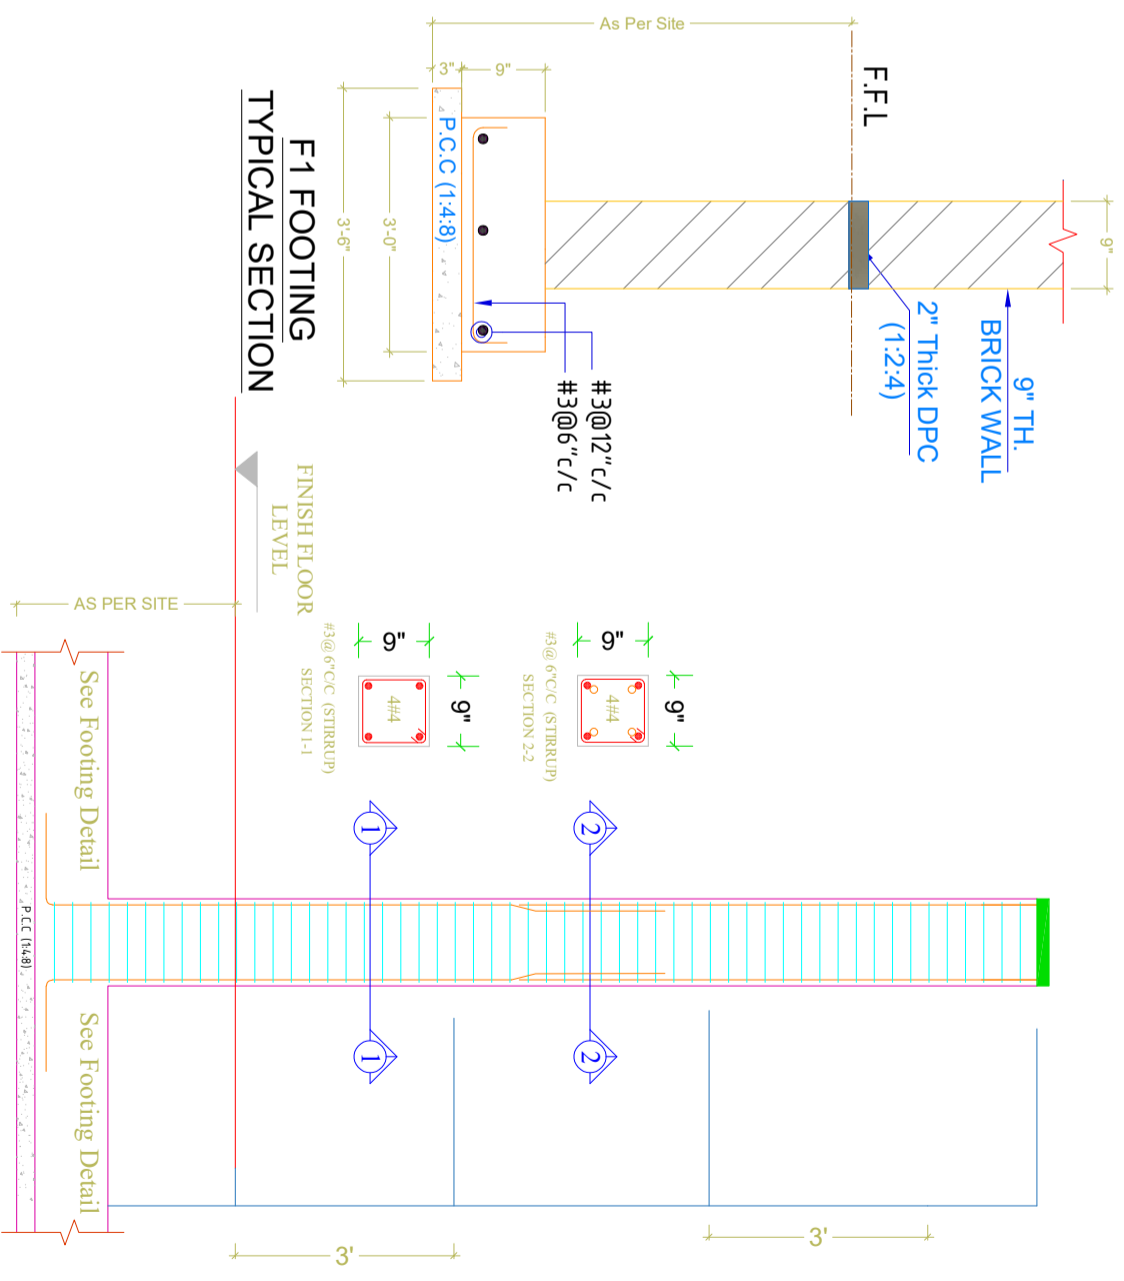 As Per Site
3"
9"
F.F.L
9"
P.C.C (1:4:8)
3'-0"
3'-6"
9" TH.
BRICK WALL
2" Thick DPC
(1:2:4)
#3@12"c/c
#3@6"c/c
F1 FOOTING
TYPICAL SECTION
FINISH FLOOR
LEVEL
AS PER SITE
9"
9"
4#4
#3@ 6"C/C (STIRRUP)
SECTION 2-2
9"
9"
4#4
#3@ 6"C/C (STIRRUP)
SECTION 1-1
2
2
1
1
See Footing Detail
See Footing Detail
P.C.C (1:4:8)
3'
3'